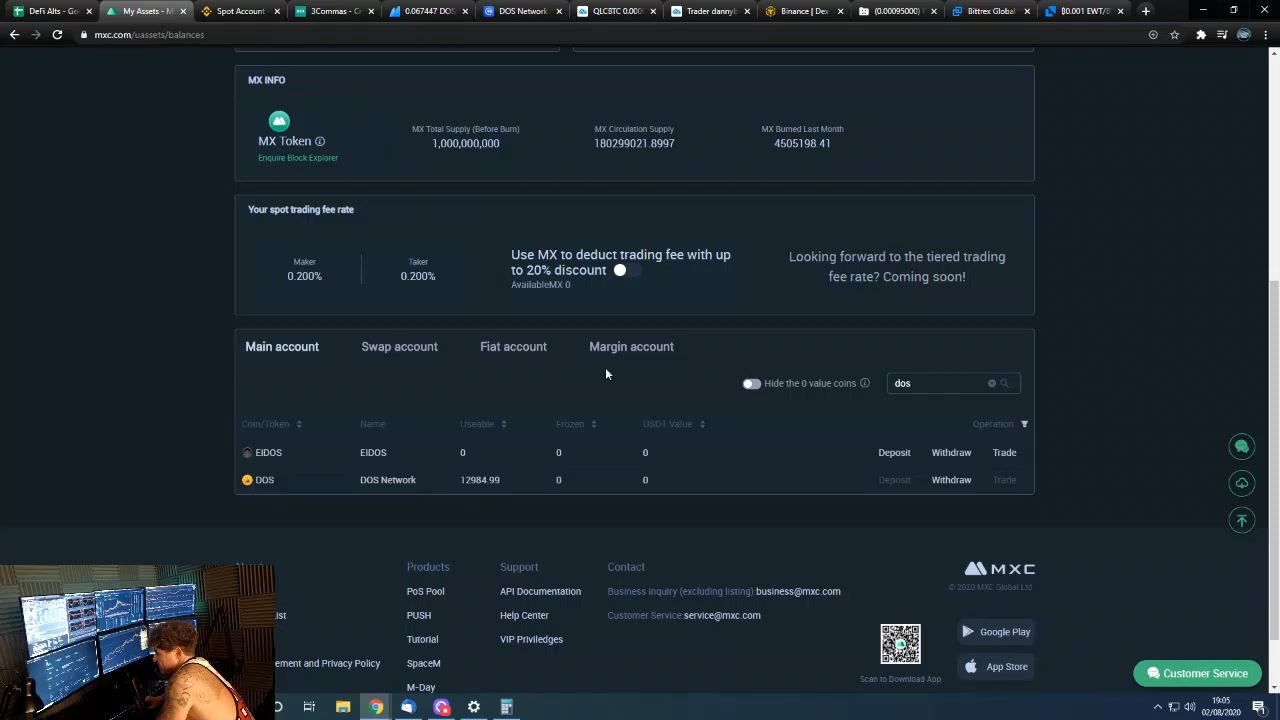 DeFi Alts - G
My Assets - M
Spot Account
3Commas - C
0.067447 DOS
DOS Network
QLCBTC 0.000
Trader danny
Binance | Dex
(0.00095000)
Bittrex Global
₿0.001 EWT/B
mxc.com/uassets/balances
MX INFO
MX Token
Enquire Block Explorer
MX Total Supply (Before Burn)
1,000,000,000
MX Circulation Supply
180299021.8997
MX Burned Last Month
4505198.41
Your spot trading fee rate
Maker
0.200%
Taker
0.200%
Use MX to deduct trading fee with up
to 20% discount
AvailableMX 0
Looking forward to the tiered trading
fee rate? Coming soon!
Main account Swap account Fiat account Margin account
Hide the 0 value coins
dos
Coin/Token Name Useable Frozen USDT Value Operation
EIDOS EIDOS 0 0 0 Deposit Withdraw Trade
DOS DOS Network 12984.99 0 0 Deposit Withdraw Trade
Products
PoS Pool
PUSH
Tutorial
SpaceM
M-Day
Support
API Documentation
Help Center
VIP Priviledges
Contact
Business Inquiry (excluding listing):business@mxc.com
Customer Service:service@mxc.com
MXC
© 2020 MXC Global Ltd
Google Play
App Store
Scan to Download App
ement and Privacy Policy
Customer Service
19:05
02/08/2020